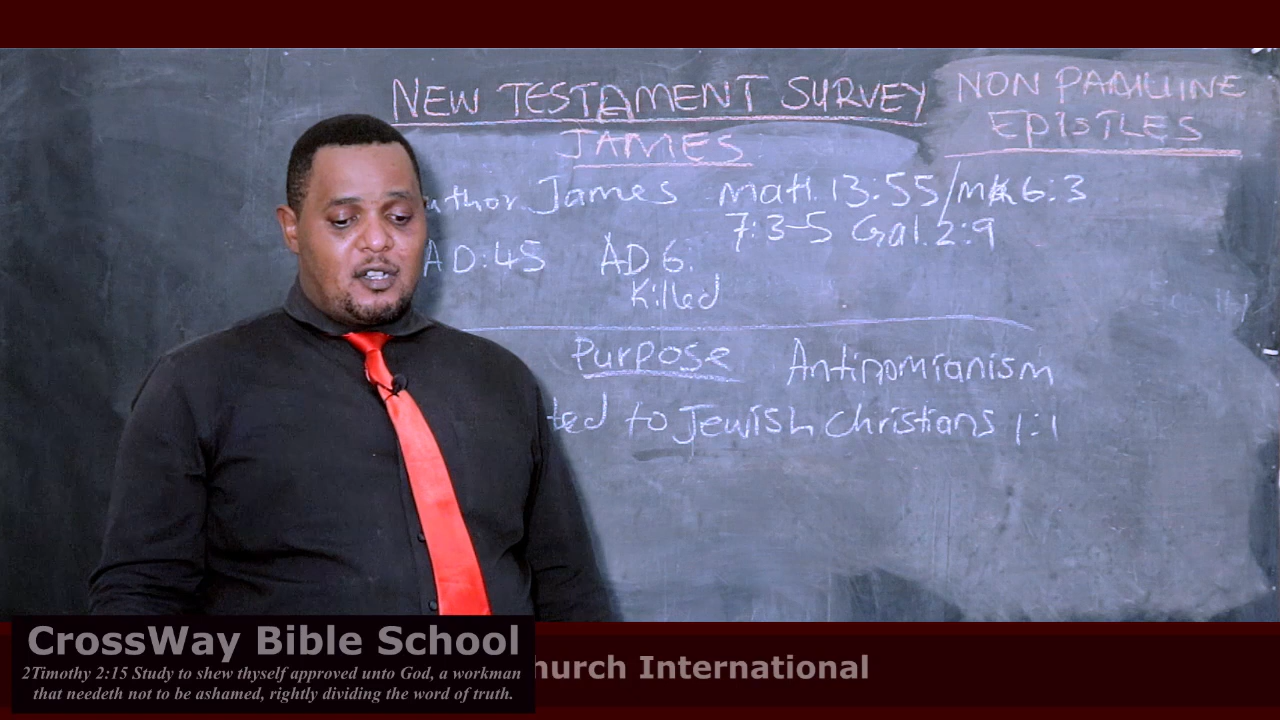 NEW TESTAMENT SURVEY
NON PAULINE
EPISTLES
JAMES
uthor James Matt. 13:55/MK 6:3
7:3-5 Gal. 2:9
AD:45 AD 6
Killed
Purpose Antinomianism
ted to Jewish Christians 1:1
CrossWay Bible School
2Timothy 2:15 Study to shew thyself approved unto God, a workman
that needeth not to be ashamed, rightly dividing the word of truth.
hurch International